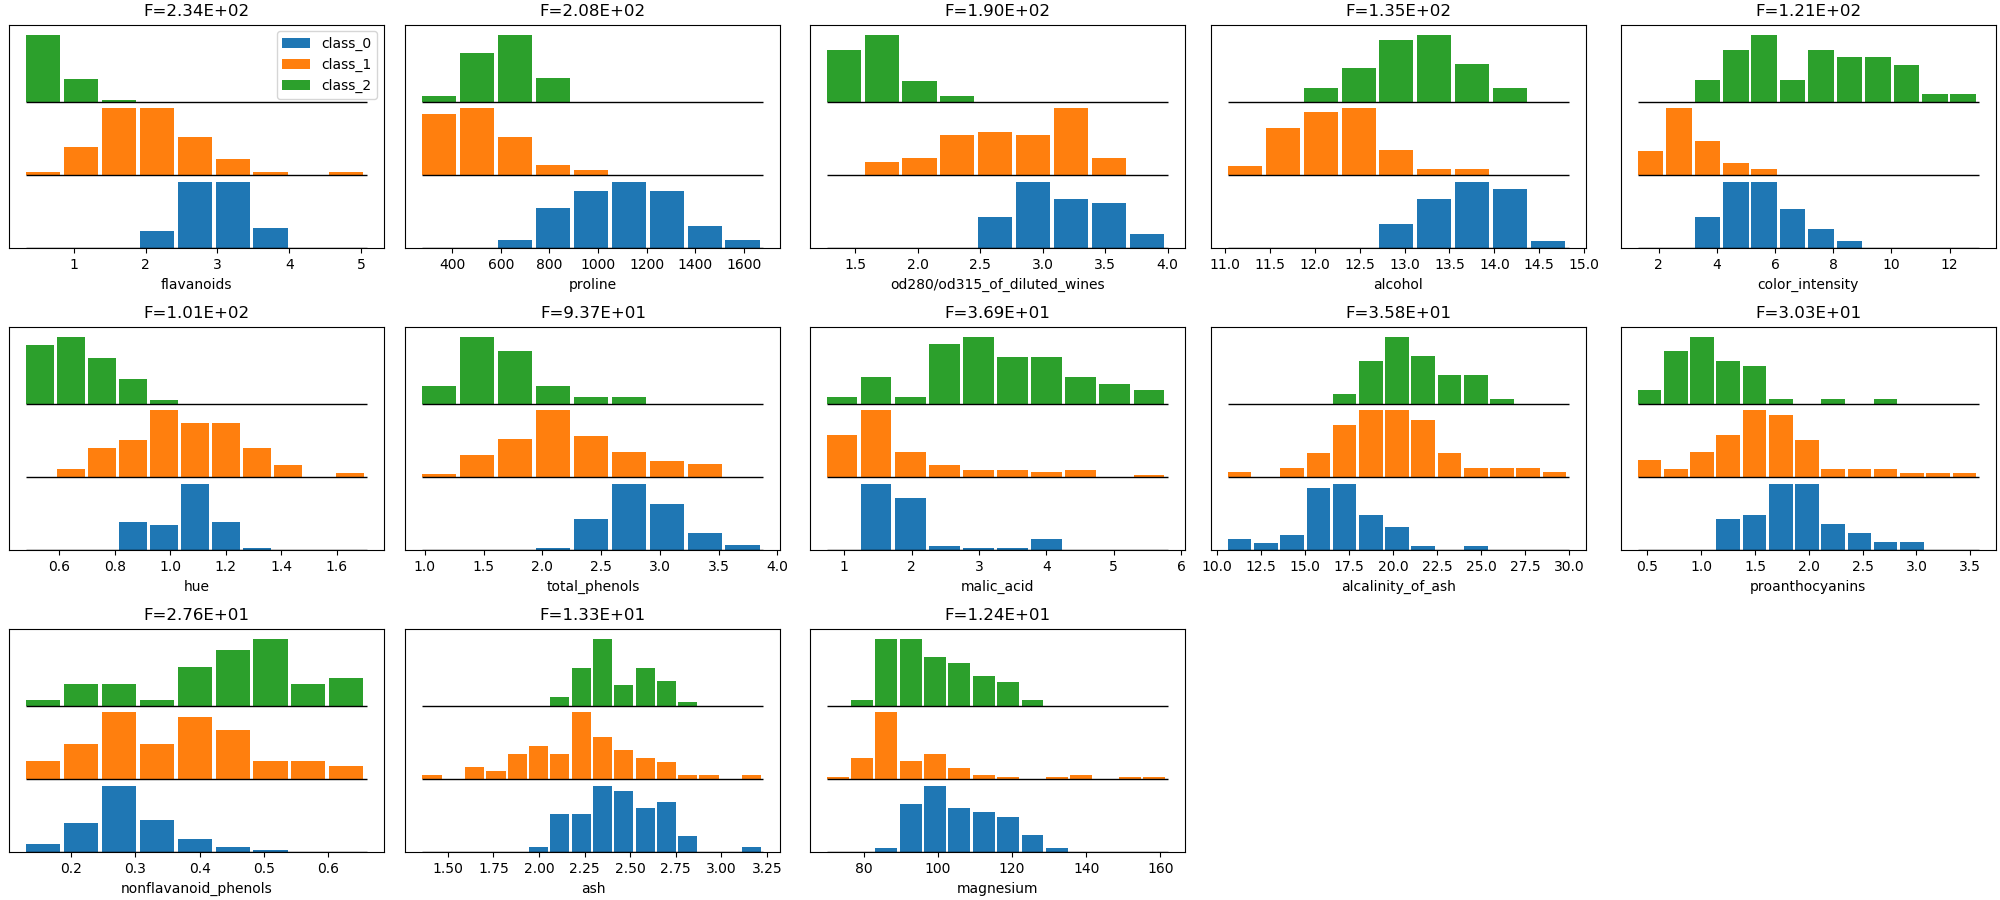 F=2.34E+02
F=2.08E+02
F=1.90E+02
F=1.35E+02
F=1.21E+02
class_0
class_1
class_2
1 2 3 4 5
400 600 800 1000 1200 1400 1600
1.5 2.0 2.5 3.0 3.5 4.0
11.0 11.5 12.0 12.5 13.0 13.5 14.0 14.5 15.0
2 4 6 8 10 12
flavanoids
proline
od280/od315_of_diluted_wines
alcohol
color_intensity
F=1.01E+02
F=9.37E+01
F=3.69E+01
F=3.58E+01
F=3.03E+01
0.6 0.8 1.0 1.2 1.4 1.6
1.0 1.5 2.0 2.5 3.0 3.5 4.0
1 2 3 4 5 6
10.0 12.5 15.0 17.5 20.0 22.5 25.0 27.5 30.0
0.5 1.0 1.5 2.0 2.5 3.0 3.5
hue
total_phenols
malic_acid
alcalinity_of_ash
proanthocyanins
F=2.76E+01
F=1.33E+01
F=1.24E+01
0.2 0.3 0.4 0.5 0.6
1.50 1.75 2.00 2.25 2.50 2.75 3.00 3.25
80 100 120 140 160
nonflavanoid_phenols
ash
magnesium